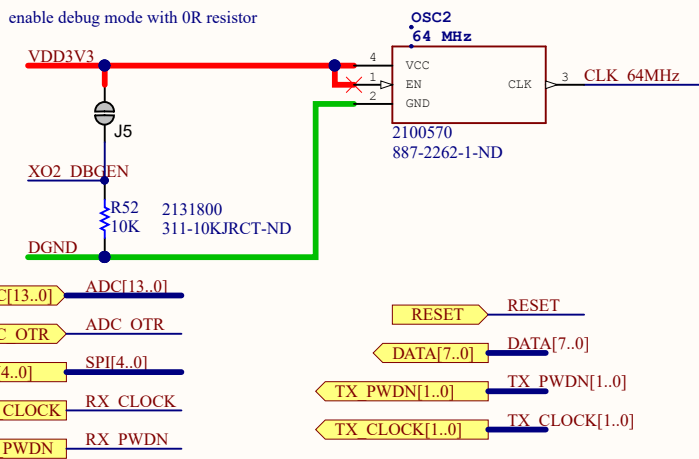 enable debug mode with 0R resistor
OSC2
64 MHz
VDD3V3
4
VCC
1
EN
2
GND
CLK
3
CLK_64MHz
J5
2100570
887-2262-1-ND
XO2_DBGEN
R52
10K
2131800
311-10KJRCT-ND
DGND
C[13..0]
ADC[13..0]
C_OTR
ADC_OTR
4..0]
SPI[4..0]
CLOCK
RX_CLOCK
PWDN
RX_PWDN
RESET
RESET
DATA[7..0]
DATA[7..0]
TX_PWDN[1..0]
TX_PWDN[1..0]
TX_CLOCK[1..0]
TX_CLOCK[1..0]